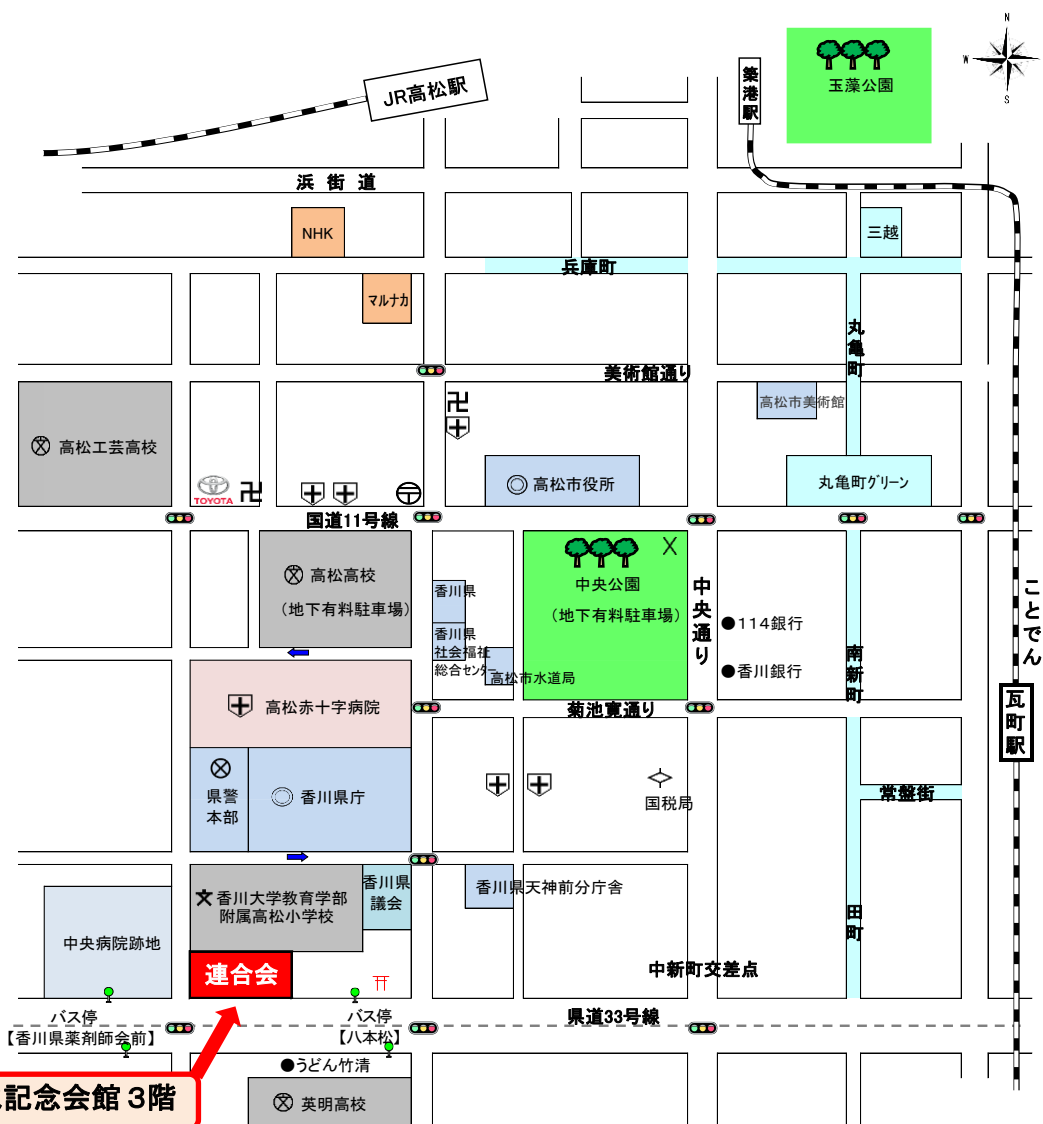 N
W
S
玉藻公園
築港駅
JR高松駅
浜街道
NHK
三越
兵庫町
マルナカ
丸亀町
美術館通り
高松市美術館
高松工芸高校
TOYOTA
高松市役所
丸亀町グリーン
国道11号線
高松高校
(地下有料駐車場)
香川県
香川県
社会福祉
総合センター
高松市水道局
中央公園
(地下有料駐車場)
中央通り
●114銀行
●香川銀行
南新町
ことでん
瓦町駅
高松赤十字病院
菊池寛通り
県警
本部
香川県庁
国税局
常盤街
香川大学教育学部
附属高松小学校
香川県
議会
香川県天神前分庁舎
田町
中央病院跡地
連合会
中新町交差点
バス停
【香川県薬剤師会前】
バス停
【八本松】
県道33号線
●うどん竹清
記念会館3階
英明高校